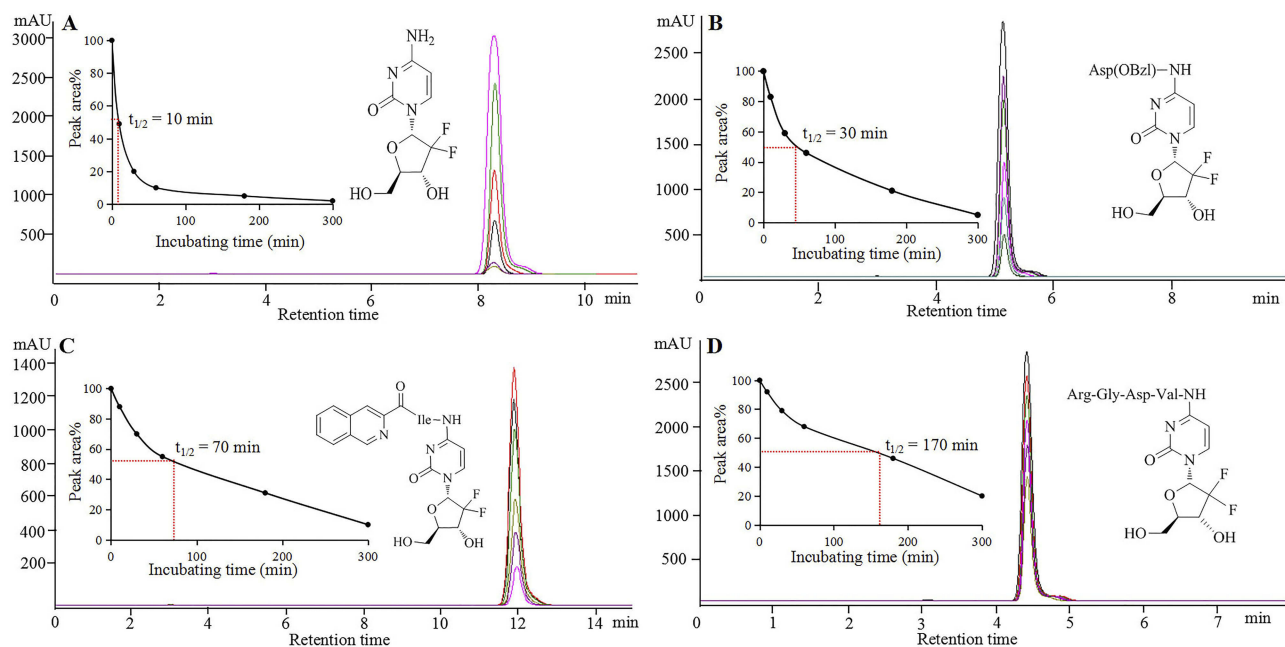 A
mAU
3000
2500
2000
1500
1000
500
0 2 4 6 8 10 min
Retention time
Peak area%
100
80
60
40
20
0
0 100 200 300
Incubating time (min)
t1/2 = 10 min
NH2
N
O N
O F
F
HO OH
B
mAU
2500
2000
1500
1000
500
0 2 4 6 8 min
Retention time
Peak area%
100
80
60
40
20
0
0 100 200 300
Incubating time (min)
t1/2 = 30 min
Asp(OBzl)—NH
N
O N
O F
F
HO OH
C
mAU
1400
1200
1000
800
600
400
200
0 2 4 6 8 10 12 14 min
Retention time
Peak area%
100
80
60
40
20
0
0 100 200 300
Incubating time (min)
t1/2 = 70 min
O
Ile—NH
N
N
O N
O F
F
HO OH
D
mAU
2500
2000
1500
1000
500
0 1 2 3 4 5 6 7 min
Retention time
Peak area%
100
80
60
40
20
0
0 100 200 300
Incubating time (min)
t1/2 = 170 min
Arg-Gly-Asp-Val-NH
N
O N
O F
F
HO OH